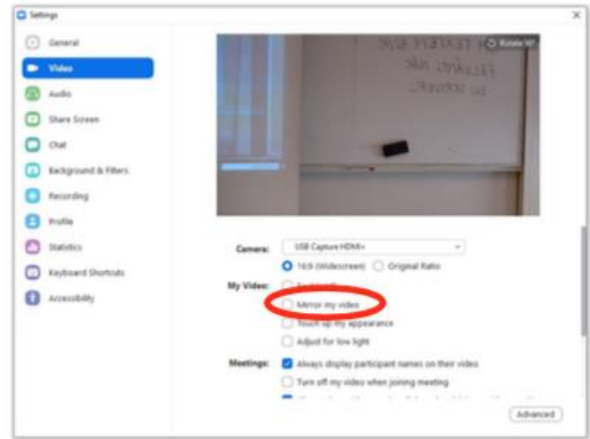 Settings
General
Video
Audio
Share Screen
Chat
Background & Filters
Recording
Profile
Statistics
Keyboard Shortcuts
Accessibility
Rotate 90°
Camera: USB Capture HDMI+
16:9 (Widescreen) Original Ratio
My Video:
Mirror my video
Touch up my appearance
Adjust for low light
Meetings: Always display participant names on their video
Turn off my video when joining meeting
Advanced